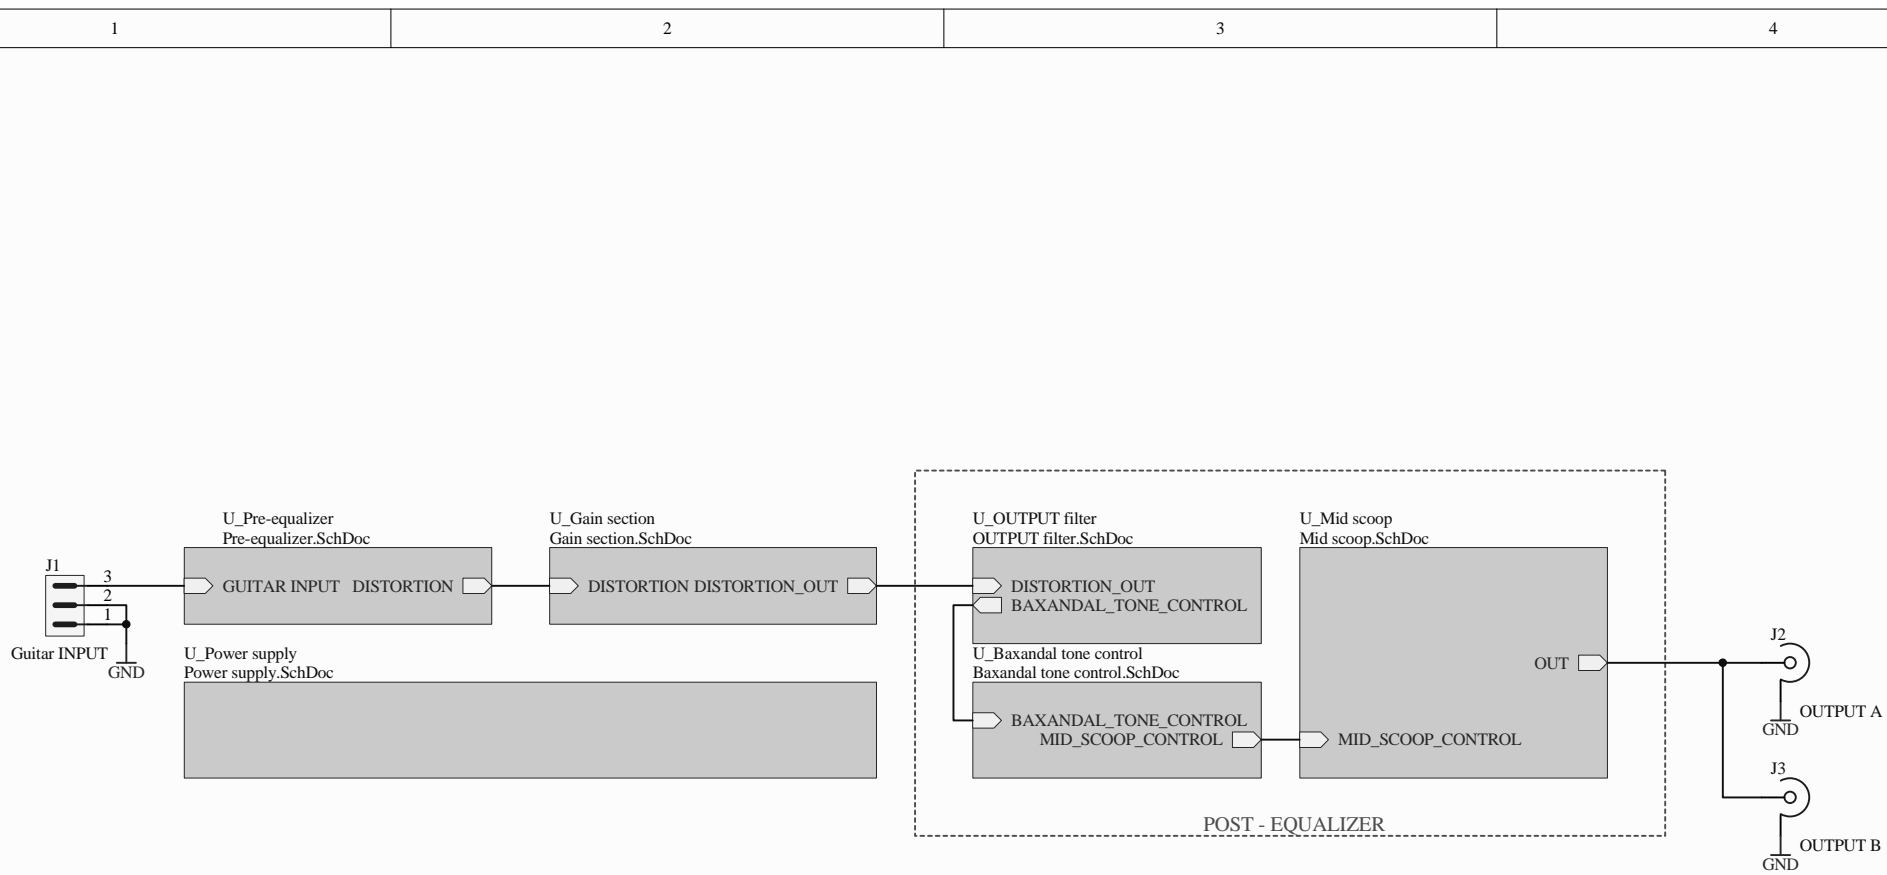 1
2
3
4
U_Pre-equalizer
Pre-equalizer.SchDoc
GUITAR INPUT
DISTORTION
U_Gain section
Gain section.SchDoc
DISTORTION
DISTORTION_OUT
U_OUTPUT filter
OUTPUT filter.SchDoc
DISTORTION_OUT
BAXANDAL_TONE_CONTROL
U_Mid scoop
Mid scoop.SchDoc
OUT
MID_SCOOP_CONTROL
J1
3
2
1
Guitar INPUT
GND
U_Power supply
Power supply.SchDoc
U_Baxandal tone control
Baxandal tone control.SchDoc
BAXANDAL_TONE_CONTROL
MID_SCOOP_CONTROL
POST - EQUALIZER
J2
OUTPUT A
GND
J3
OUTPUT B
GND